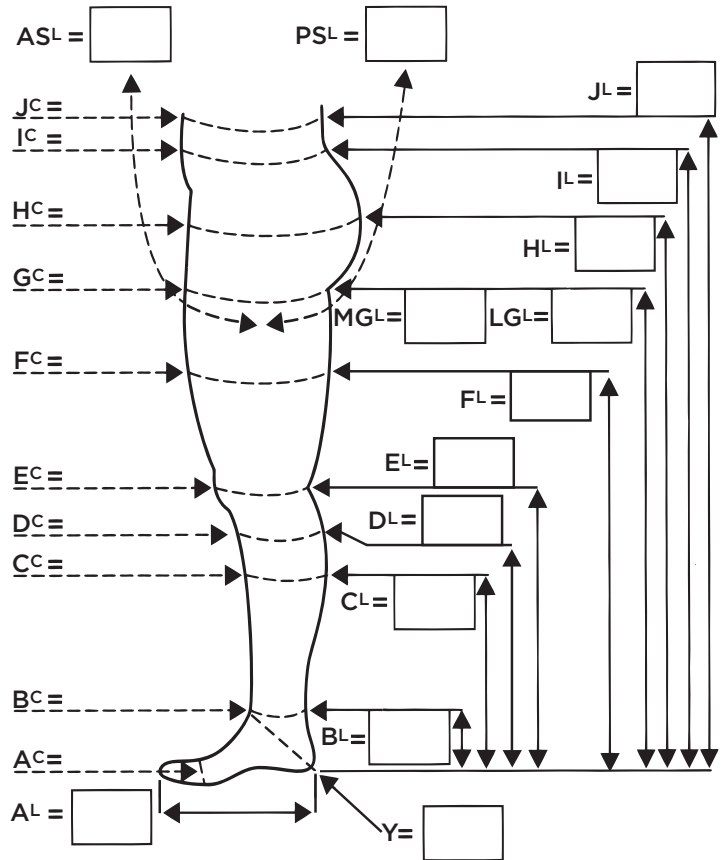 ASᴸ = PSᴸ =
Jᶜ = Jᴸ =
Iᶜ =
Iᴸ =
Hᶜ =
Hᴸ =
Gᶜ =
MGᴸ = LGᴸ =
Fᶜ =
Fᴸ =
Eᴸ =
Eᶜ =
Dᴸ =
Dᶜ =
Cᶜ =
Cᴸ =
Bᶜ =
Bᴸ =
Aᶜ =
Aᴸ =
Y=